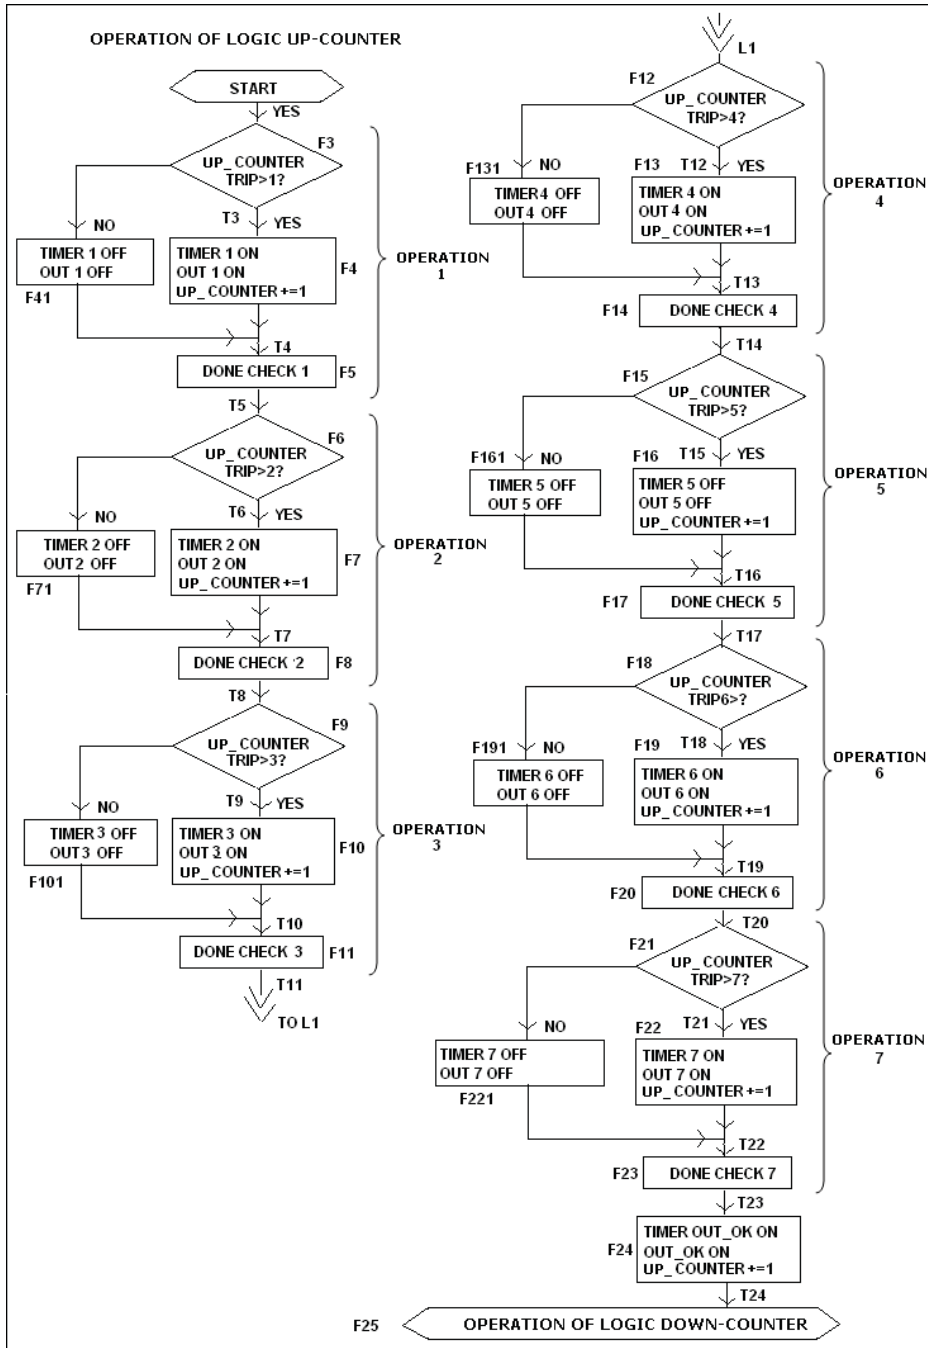 OPERATION OF LOGIC UP-COUNTER
START
YES
F3
UP_COUNTER
TRIP>1?
NO
T3
YES
TIMER 1 OFF
OUT 1 OFF
F41
TIMER 1 ON
OUT 1 ON
UP_COUNTER +=1
F4
OPERATION
1
T4
DONE CHECK 1
F5
T5
F6
UP_COUNTER
TRIP>2?
NO
T6
YES
TIMER 2 OFF
OUT 2 OFF
F71
TIMER 2 ON
OUT 2 ON
UP_COUNTER +=1
F7
OPERATION
2
T7
DONE CHECK 2
F8
T8
F9
UP_COUNTER
TRIP>3?
NO
T9
YES
TIMER 3 OFF
OUT 3 OFF
F101
TIMER 3 ON
OUT 3 ON
UP_COUNTER +=1
F10
OPERATION
3
T10
DONE CHECK 3
F11
T11
TO L1
L1
F12
UP_COUNTER
TRIP>4?
F131
NO
F13
T12
YES
TIMER 4 OFF
OUT 4 OFF
TIMER 4 ON
OUT 4 ON
UP_COUNTER +=1
OPERATION
4
T13
F14
DONE CHECK 4
T14
F15
UP_COUNTER
TRIP>5?
F161
NO
F16
T15
YES
TIMER 5 OFF
OUT 5 OFF
TIMER 5 OFF
OUT 5 OFF
UP_COUNTER +=1
OPERATION
5
T16
F17
DONE CHECK 5
T17
F18
UP_COUNTER
TRIP6>?
F191
NO
F19
T18
YES
TIMER 6 OFF
OUT 6 OFF
TIMER 6 ON
OUT 6 ON
UP_COUNTER +=1
OPERATION
6
T19
F20
DONE CHECK 6
T20
F21
UP_COUNTER
TRIP>7?
NO
F22
T21
YES
TIMER 7 OFF
OUT 7 OFF
F221
TIMER 7 ON
OUT 7 ON
UP_COUNTER +=1
OPERATION
7
T22
F23
DONE CHECK 7
T23
F24
TIMER OUT_OK ON
OUT_OK ON
UP_COUNTER +=1
T24
F25
OPERATION OF LOGIC DOWN-COUNTER